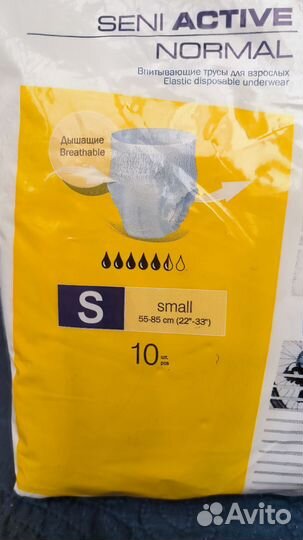 SENI ACTIVE
NORMAL
Впитывающие трусы для взрослых
Elastic disposable underwear
Дышащие
Breathable
S
small
55-85 cm (22"-33")
10 шт. pcs
Avito